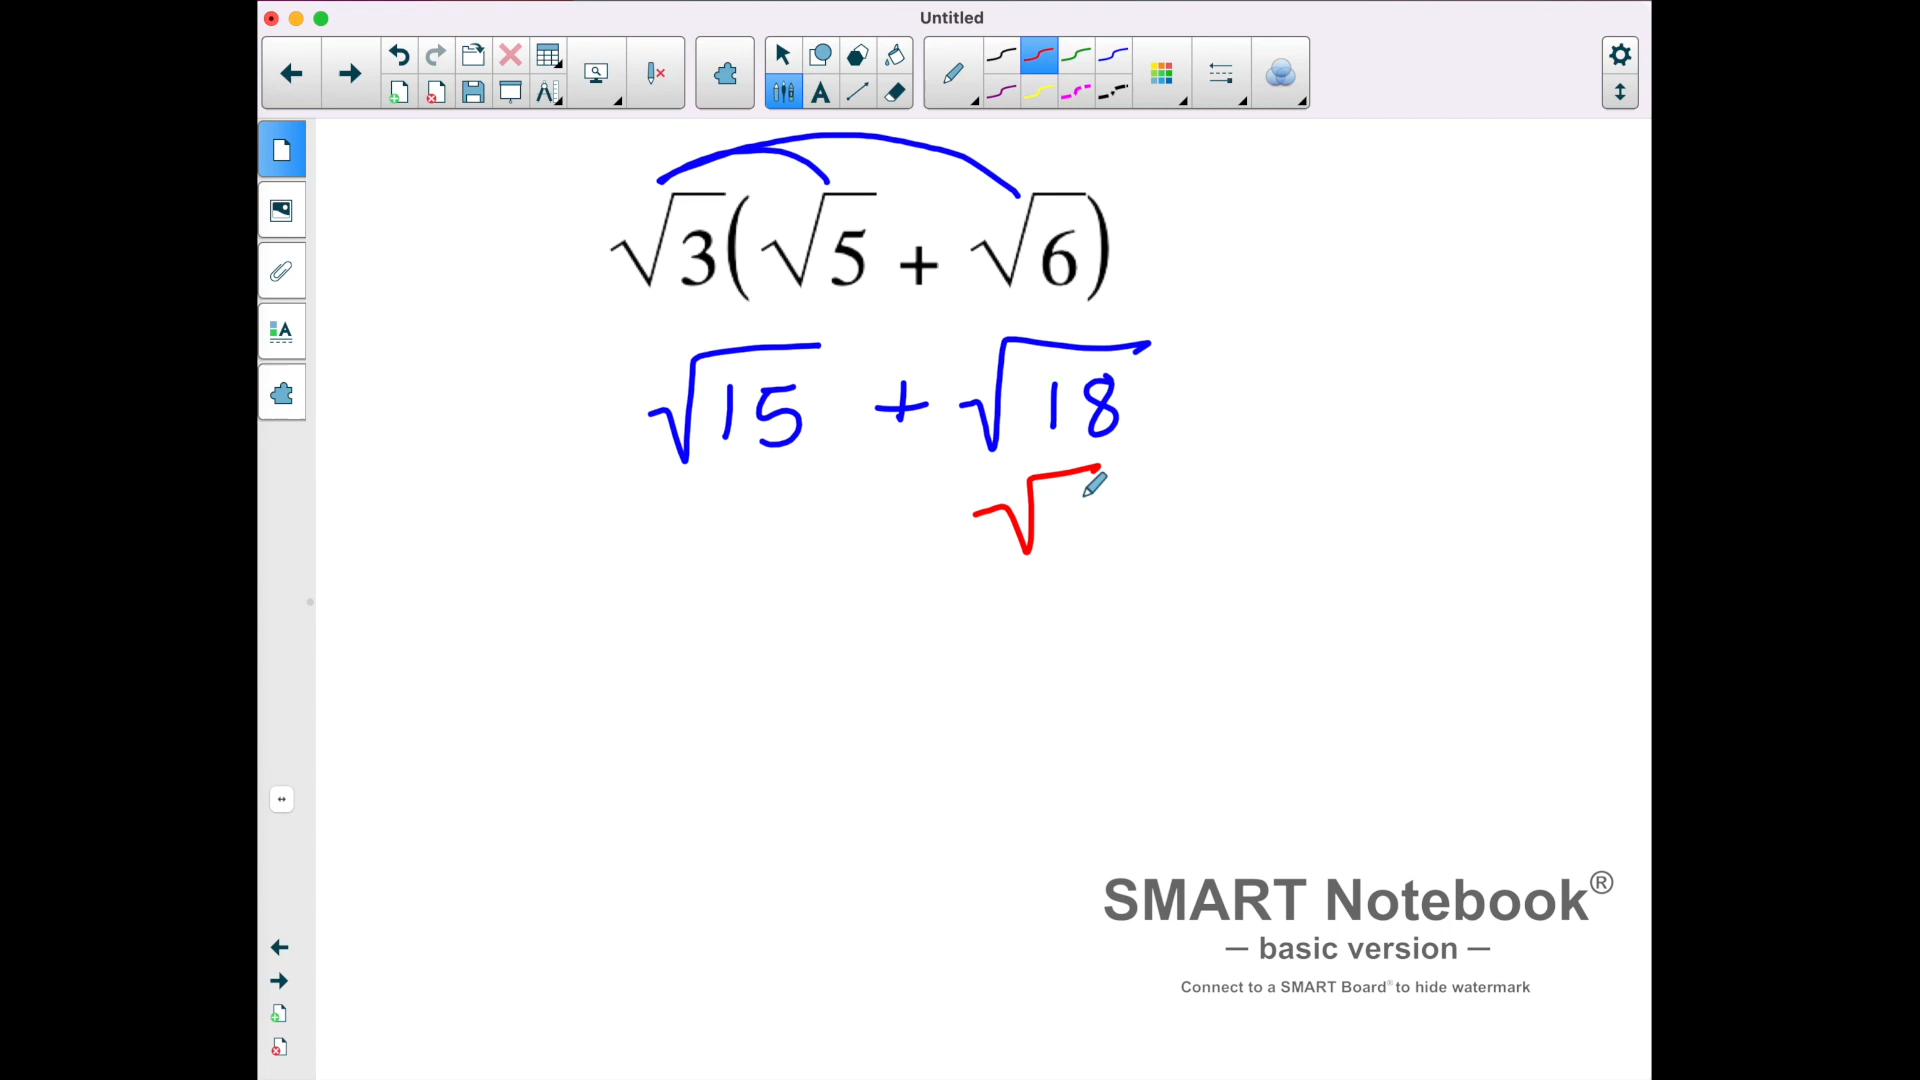 Untitled
√3(√5 + √6)
√15 + √18
√
SMART Notebook®
— basic version —
Connect to a SMART Board® to hide watermark